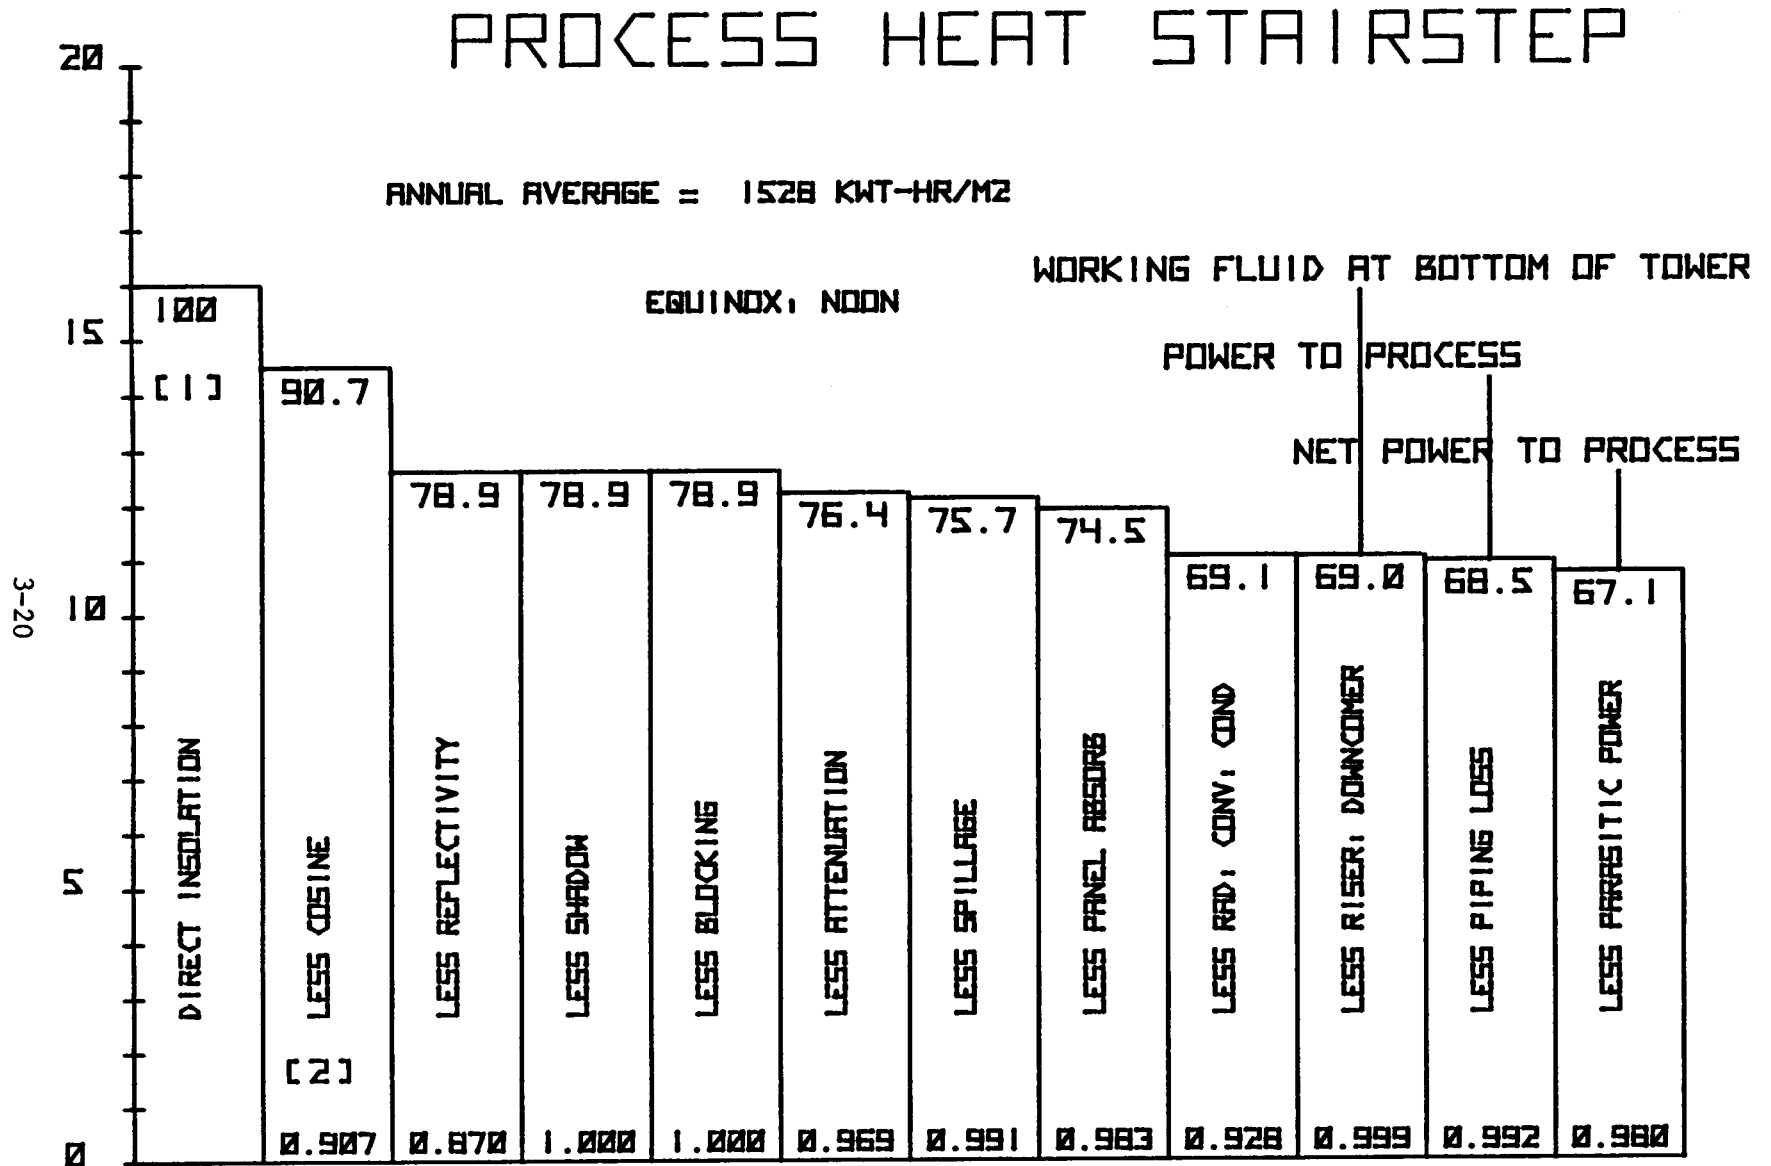 PROCESS HEAT STAIRSTEP
20
ANNUAL AVERAGE = 1528 KWT-HR/M2
WORKING FLUID AT BOTTOM OF TOWER
EQUINOX, NOON
15
POWER TO PROCESS
NET POWER TO PROCESS
100
[1]
90.7
78.9
78.9
78.9
76.4
75.7
74.5
69.1
69.0
68.5
67.1
10
3-20
5
0
DIRECT INSOLATION
LESS COSINE
[2]
LESS REFLECTIVITY
LESS SHADOW
LESS BLOCKING
LESS ATTENUATION
LESS SPILLAGE
LESS PANEL ABSORB
LESS RAD, CONV, COND
LESS RISER, DOWNCOMER
LESS PIPING LOSS
LESS PARASITIC POWER
0.907
0.870
1.000
1.000
0.969
0.991
0.983
0.928
0.999
0.992
0.980